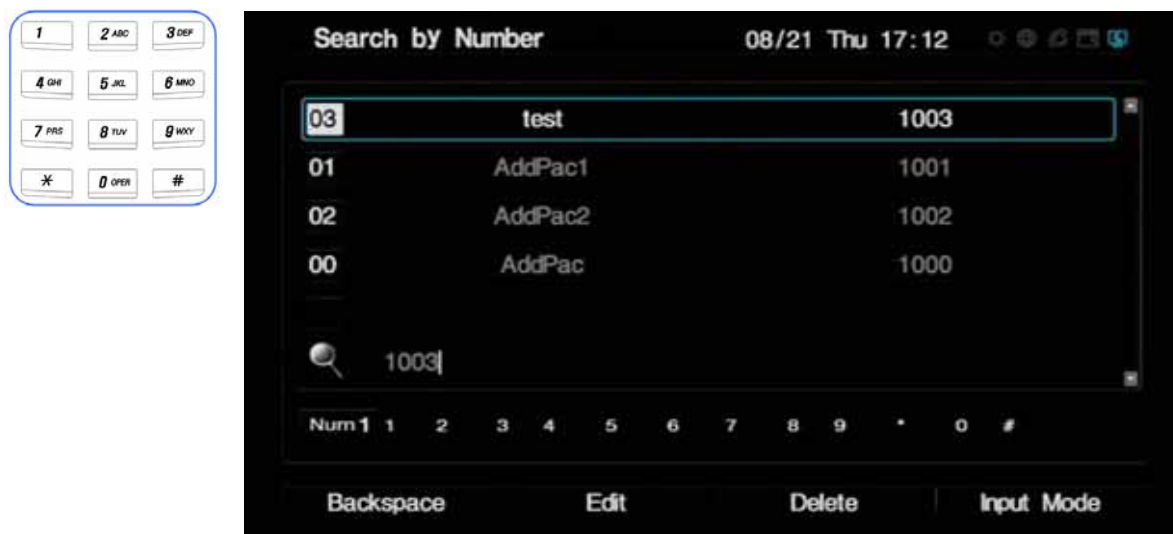 1 2 ABC 3 DEF
4 GHI 5 JKL 6 MNO
7 PRS 8 TUV 9 WXY
* 0 OPER #
Search by Number 08/21 Thu 17:12
03 test 1003
01 AddPac1 1001
02 AddPac2 1002
00 AddPac 1000
1003
Num 1 1 2 3 4 5 6 7 8 9 * 0 #
Backspace Edit Delete Input Mode